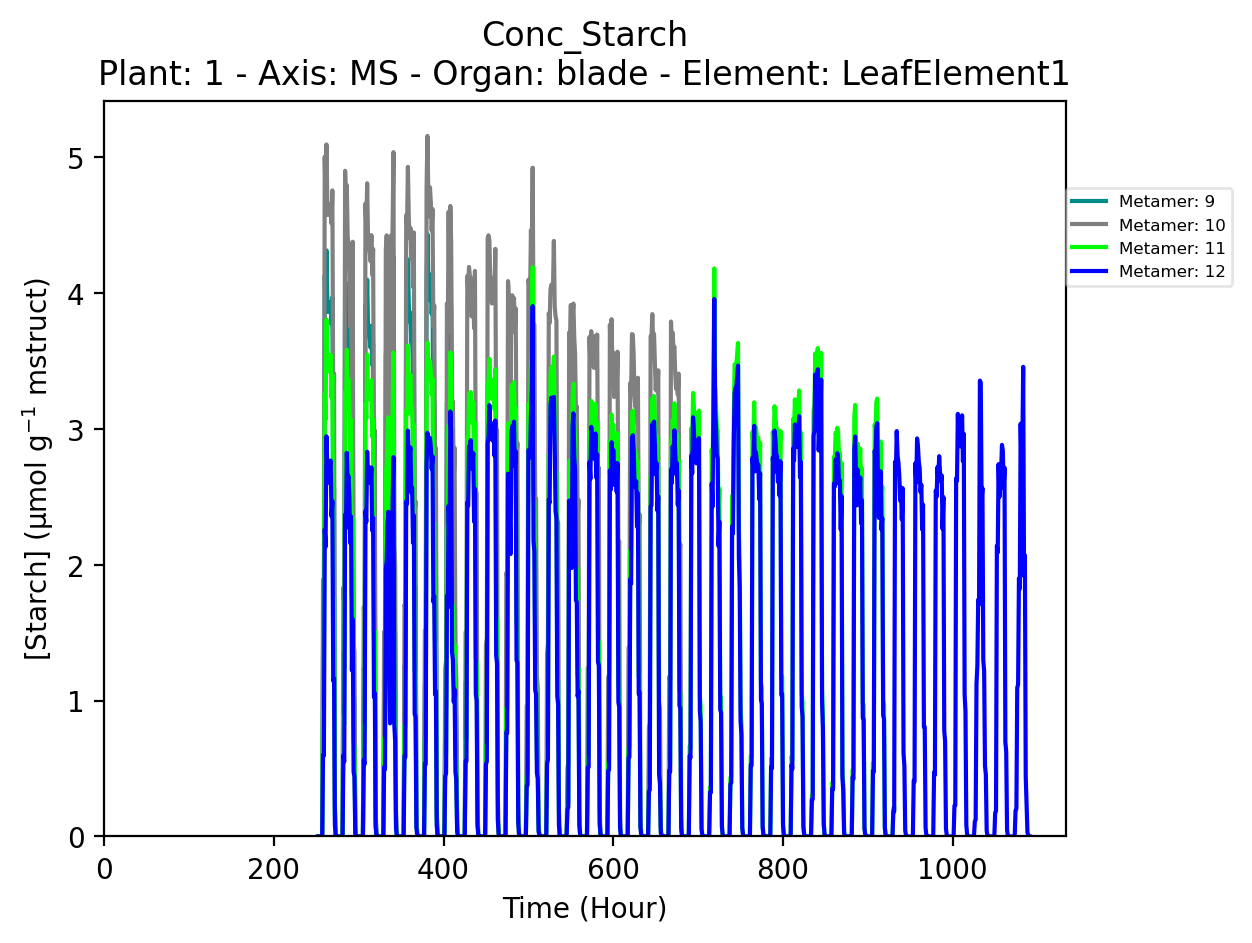 Conc_Starch
Plant: 1 - Axis: MS - Organ: blade - Element: LeafElement1
[Starch] (µmol g⁻¹ mstruct)
5
4
3
2
1
0
0 200 400 600 800 1000
Time (Hour)
Metamer: 9
Metamer: 10
Metamer: 11
Metamer: 12